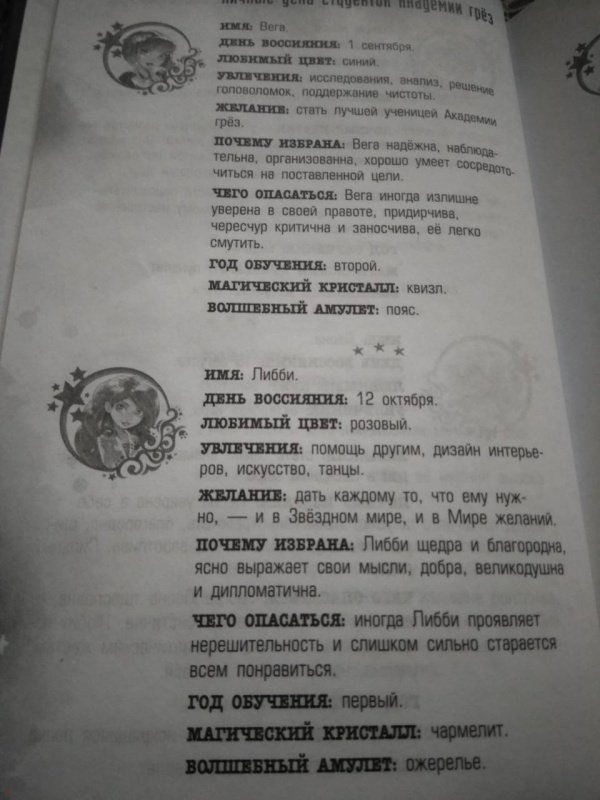 личные дела студентов Академии грёз
ИМЯ: Вега.
ДЕНЬ ВОССИЯНИЯ: 1 сентября.
ЛЮБИМЫЙ ЦВЕТ: синий.
УВЛЕЧЕНИЯ: исследования, анализ, решение
головоломок, поддержание чистоты.
ЖЕЛАНИЕ: стать лучшей ученицей Академии
грёз.
ПОЧЕМУ ИЗБРАНА: Вега надёжна, наблюда-
тельна, организованна, хорошо умеет сосредото-
читься на поставленной цели.
ЧЕГО ОПАСАТЬСЯ: Вега иногда излишне
уверена в своей правоте, придирчива,
чересчур критична и заносчива, её легко
смутить.
ГОД ОБУЧЕНИЯ: второй.
МАГИЧЕСКИЙ КРИСТАЛЛ: квизл.
ВОЛШЕБНЫЙ АМУЛЕТ: пояс.
ИМЯ: Либби.
ДЕНЬ ВОССИЯНИЯ: 12 октября.
ЛЮБИМЫЙ ЦВЕТ: розовый.
УВЛЕЧЕНИЯ: помощь другим, дизайн интерье-
ров, искусство, танцы.
ЖЕЛАНИЕ: дать каждому то, что ему нуж-
но, — и в Звёздном мире, и в Мире желаний.
ПОЧЕМУ ИЗБРАНА: Либби щедра и благородна,
ясно выражает свои мысли, добра, великодушна
и дипломатична.
ЧЕГО ОПАСАТЬСЯ: иногда Либби проявляет
нерешительность и слишком сильно старается
всем понравиться.
ГОД ОБУЧЕНИЯ: первый.
МАГИЧЕСКИЙ КРИСТАЛЛ: чармелит.
ВОЛШЕБНЫЙ АМУЛЕТ: ожерелье.